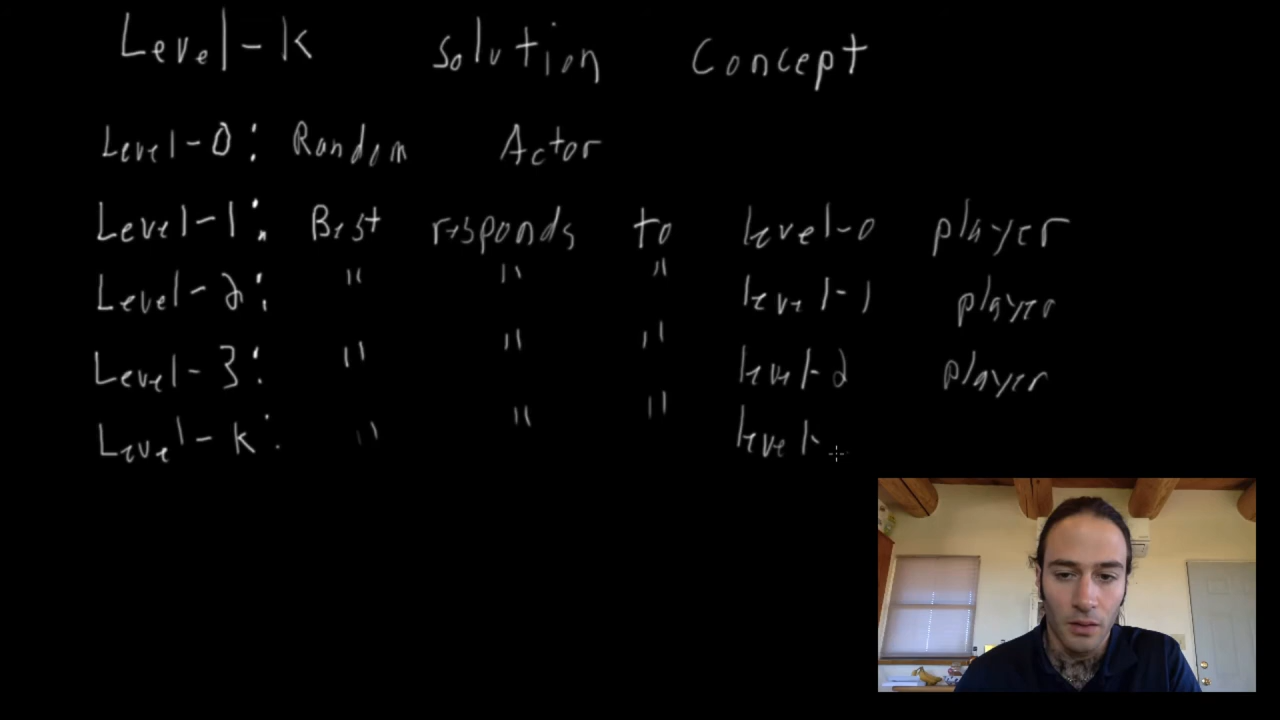 Level-K Solution Concept
Level-0: Random Actor
Level-1: Best responds to level-0 player
Level-2: " " " level-1 player
Level-3: " " " level-2 player
Level-k: " " " level-